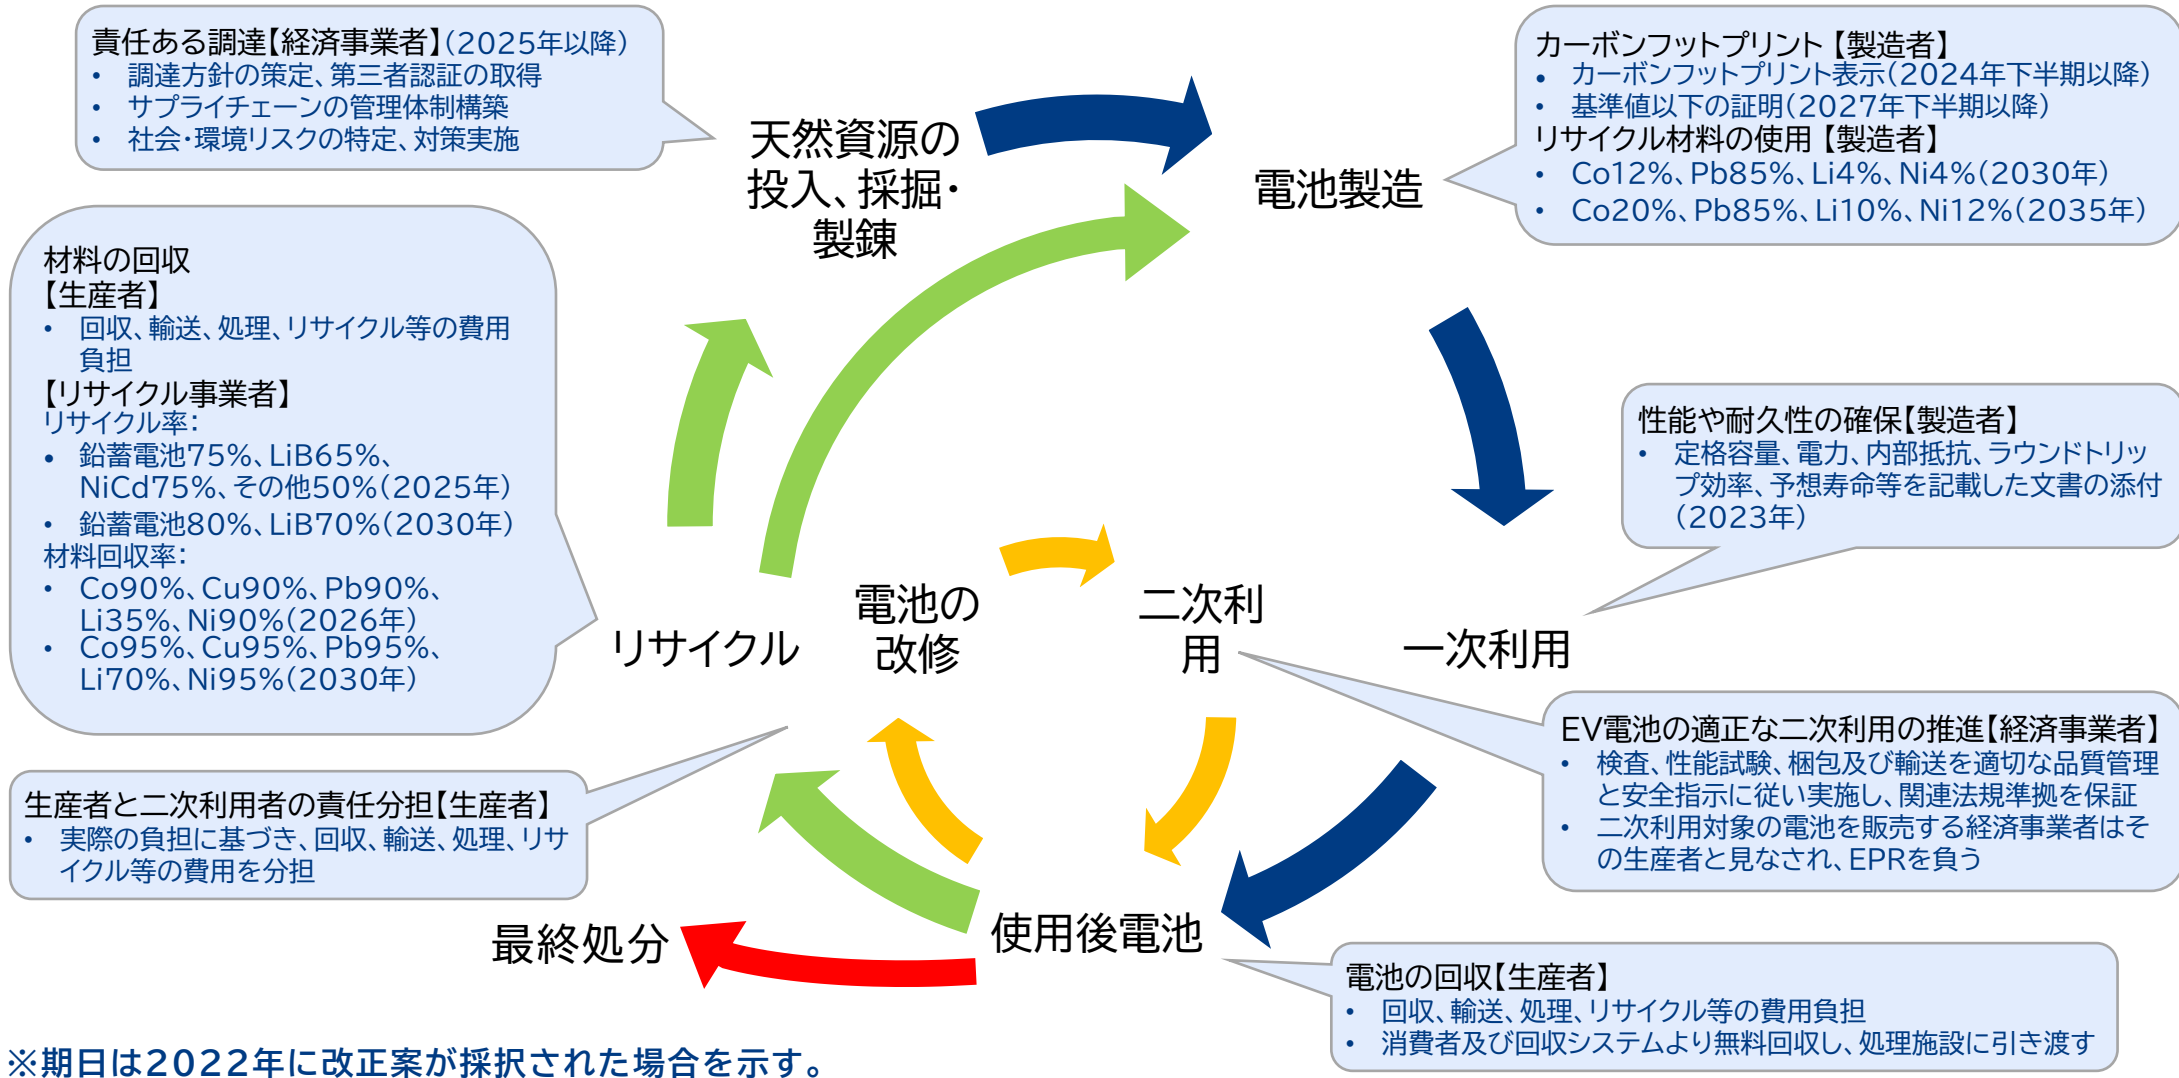 責任ある調達【経済事業者】(2025年以降)
• 調達方針の策定、第三者認証の取得
• サプライチェーンの管理体制構築
• 社会・環境リスクの特定、対策実施
カーボンフットプリント【製造者】
• カーボンフットプリント表示(2024年下半期以降)
• 基準値以下の証明(2027年下半期以降)
リサイクル材料の使用【製造者】
• Co12%、Pb85%、Li4%、Ni4%(2030年)
• Co20%、Pb85%、Li10%、Ni12%(2035年)
天然資源の
投入、採掘・
製錬
電池製造
材料の回収
【生産者】
• 回収、輸送、処理、リサイクル等の費用
負担
【リサイクル事業者】
リサイクル率:
• 鉛蓄電池75%、LiB65%、
NiCd75%、その他50%(2025年)
• 鉛蓄電池80%、LiB70%(2030年)
材料回収率:
• Co90%、Cu90%、Pb90%、
Li35%、Ni90%(2026年)
• Co95%、Cu95%、Pb95%、
Li70%、Ni95%(2030年)
性能や耐久性の確保【製造者】
• 定格容量、電力、内部抵抗、ラウンドトリッ
プ効率、予想寿命等を記載した文書の添付
(2023年)
リサイクル
電池の
改修
二次利
用
一次利用
EV電池の適正な二次利用の推進【経済事業者】
• 検査、性能試験、梱包及び輸送を適切な品質管理
と安全指示に従い実施し、関連法規準拠を保証
• 二次利用対象の電池を販売する経済事業者はそ
の生産者と見なされ、EPRを負う
生産者と二次利用者の責任分担【生産者】
• 実際の負担に基づき、回収、輸送、処理、リサ
イクル等の費用を分担
最終処分
使用後電池
電池の回収【生産者】
• 回収、輸送、処理、リサイクル等の費用負担
• 消費者及び回収システムより無料回収し、処理施設に引き渡す
※期日は2022年に改正案が採択された場合を示す。